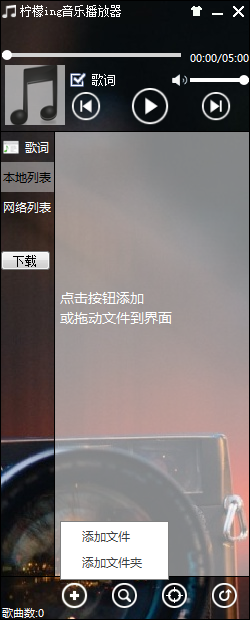 柠檬ing音乐播放器
00:00/05:00
歌词
歌词
本地列表
网络列表
下载
点击按钮添加
或拖动文件到界面
添加文件
添加文件夹
歌曲数:0